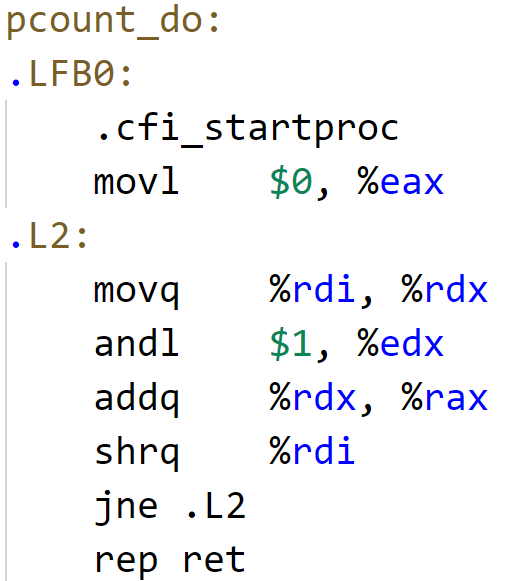 pcount_do:
.LFB0:
    .cfi_startproc
    movl    $0, %eax
.L2:
    movq    %rdi, %rdx
    andl    $1, %edx
    addq    %rdx, %rax
    shrq    %rdi
    jne .L2
    rep ret